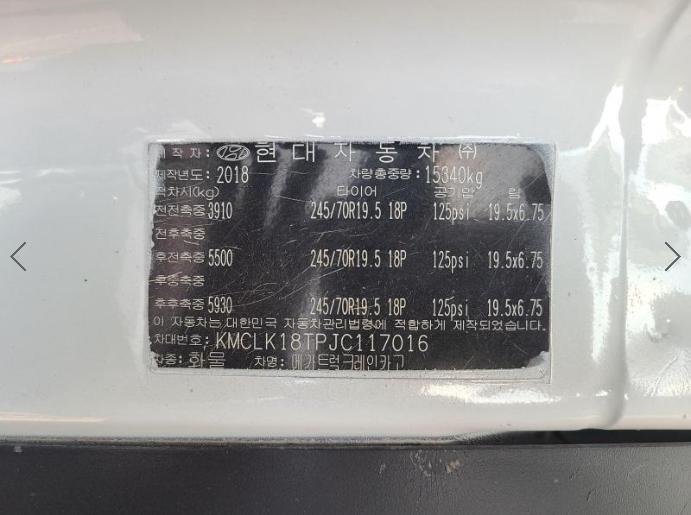 제 작 자 : 현 대 자 동 차 ㈜
제작년도: 2018 차량총중량: 15340kg
적차시(kg) 타이어 공기압 림
전전축중 3910 245/70R19.5 18P 125psi 19.5x6.75
전후축중
후전축중 5500 245/70R19.5 18P 125psi 19.5x6.75
후중축중
후후축중 5930 245/70R19.5 18P 125psi 19.5x6.75
이 자동차는 대한민국 자동차관리법령에 적합하게 제작되었습니다.
차대번호: KMCLK18TPJC117016
차종: 화물 차명: 메가트럭크레인카고